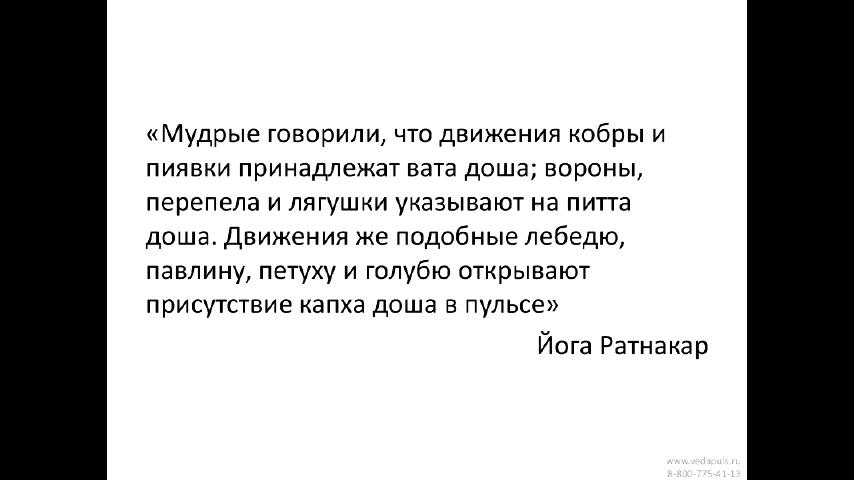 «Мудрые говорили, что движения кобры и
пиявки принадлежат вата доша; вороны,
перепела и лягушки указывают на питта
доша. Движения же подобные лебедю,
павлину, петуху и голубю открывают
присутствие капха доша в пульсе»
Йога Ратнакар
www.vedapuls.ru
8-800-775-41-13